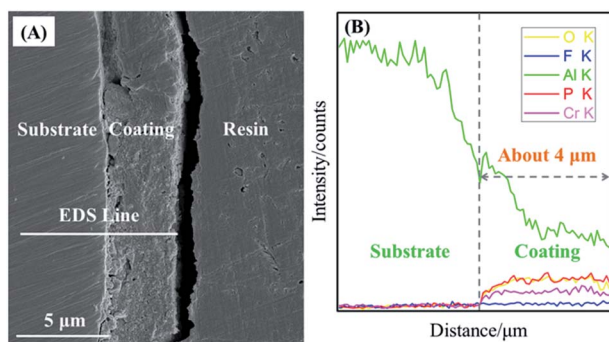 (A)
Substrate
Coating
Resin
EDS Line
5 μm
(B)
Intensity/counts
O K
F K
Al K
P K
Cr K
About 4 μm
Substrate
Coating
Distance/μm